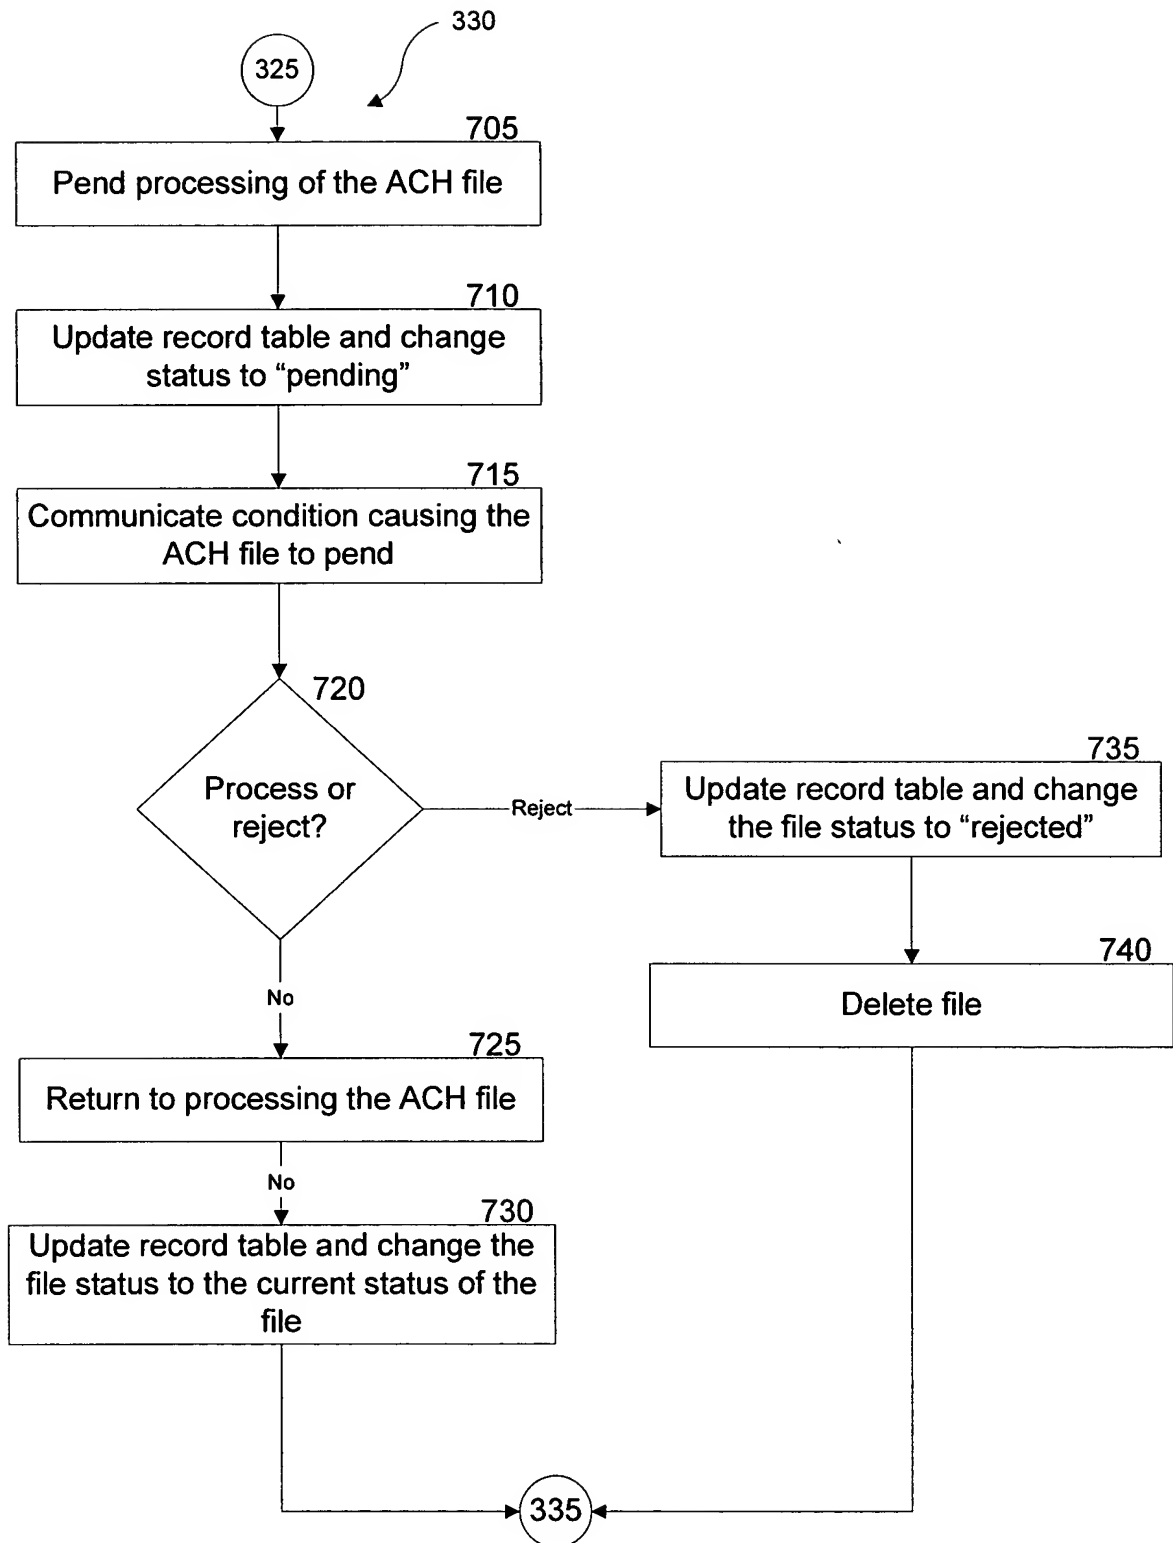 330
325
705
Pend processing of the ACH file
710
Update record table and change
status to “pending”
715
Communicate condition causing the
ACH file to pend
720
Process or
reject?
Reject
735
Update record table and change
the file status to “rejected”
740
Delete file
No
725
Return to processing the ACH file
No
730
Update record table and change the
file status to the current status of the
file
335